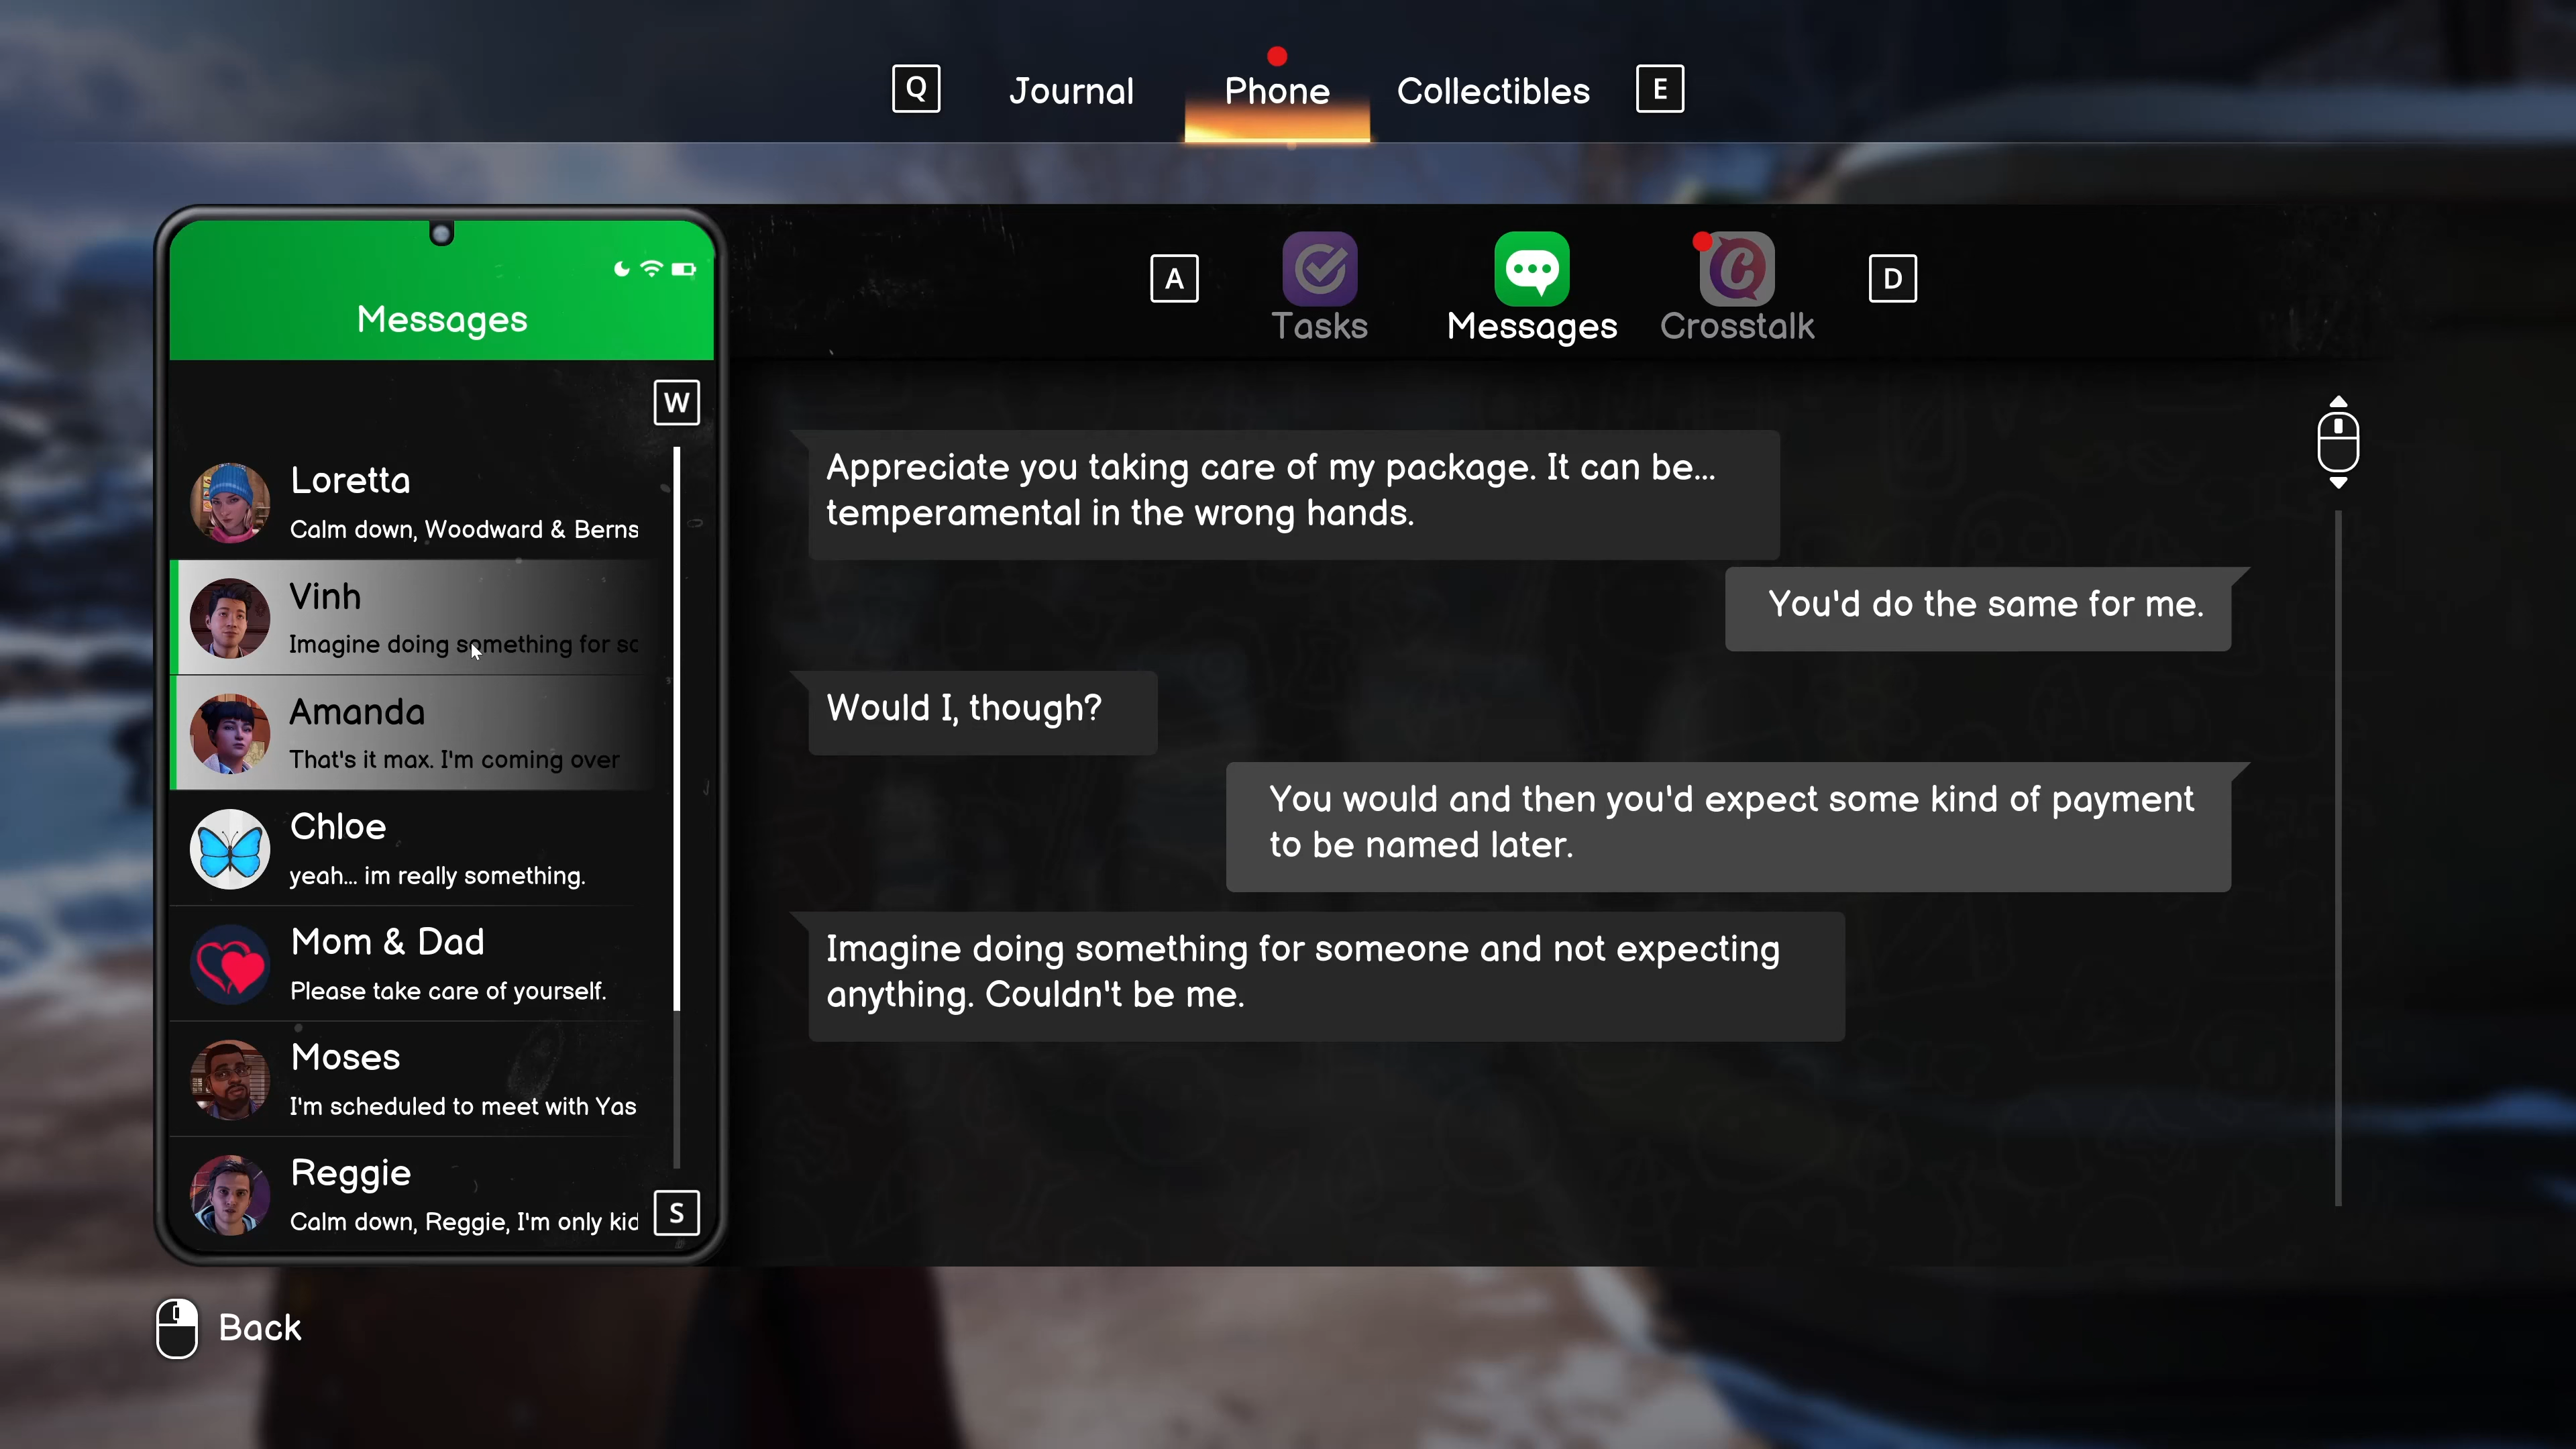 Q
Journal
Phone
Collectibles
E
Messages
W
Loretta
Calm down, Woodward & Berns
Vinh
Imagine doing something for so
Amanda
That's it max. I'm coming over
Chloe
yeah... im really something.
Mom & Dad
Please take care of yourself.
Moses
I'm scheduled to meet with Yas
Reggie
Calm down, Reggie, I'm only kid
S
A
Tasks
Messages
Crosstalk
D
Appreciate you taking care of my package. It can be...
temperamental in the wrong hands.
You'd do the same for me.
Would I, though?
You would and then you'd expect some kind of payment
to be named later.
Imagine doing something for someone and not expecting
anything. Couldn't be me.
Back